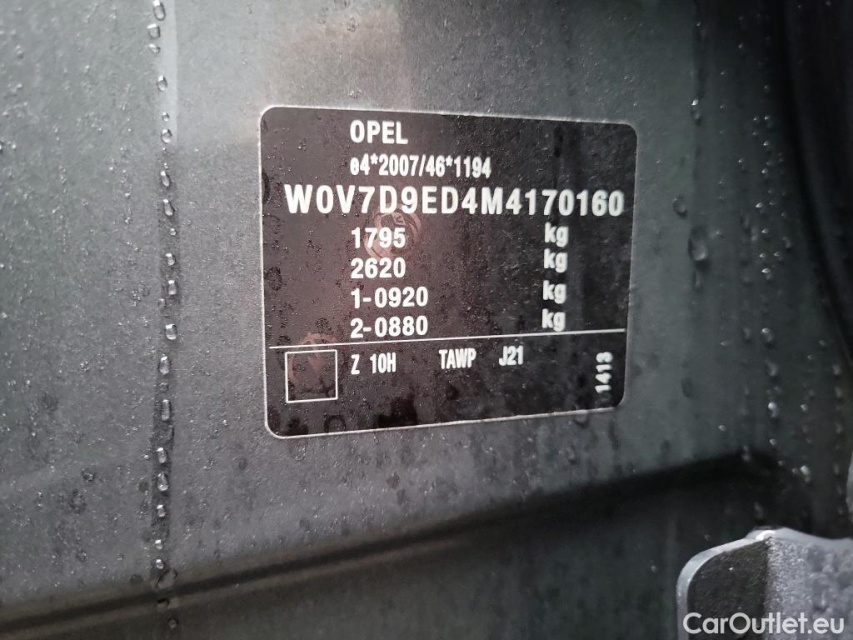 OPEL
e4*2007/46*1194
W0V7D9ED4M4170160
1795 kg
2620 kg
1-0920 kg
2-0880 kg
Z 10H TAWP J21
1413
CarOutlet.eu